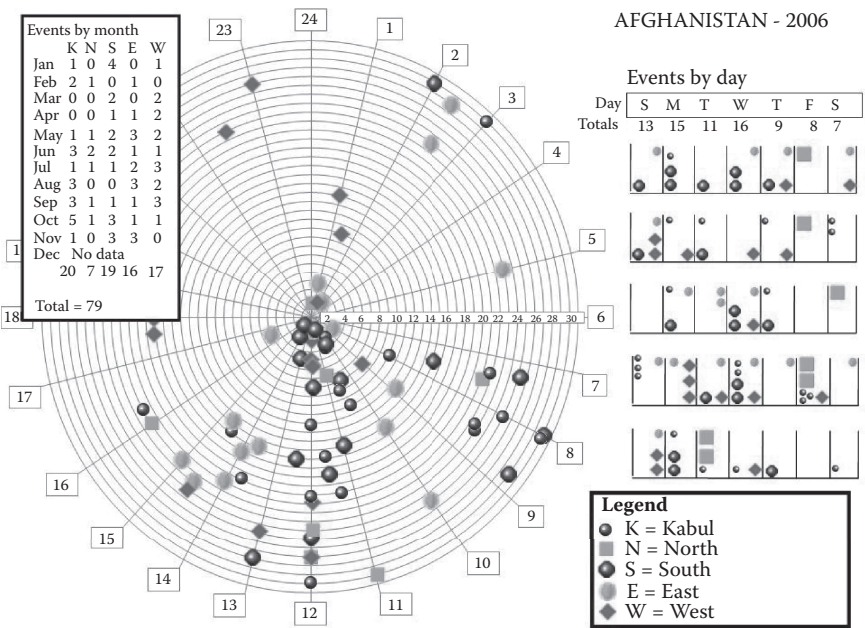 AFGHANISTAN - 2006
Events by month
K N S E W
Jan 1 0 4 0 1
Feb 2 1 0 1 0
Mar 0 0 2 0 2
Apr 0 0 1 1 2
May 1 1 2 3 2
Jun 3 2 2 1 1
Jul 1 1 1 2 3
Aug 3 0 0 3 2
Sep 3 1 1 1 3
Oct 5 1 3 1 1
Nov 1 0 3 3 0
Dec No data
20 7 19 16 17
Total = 79
24
1
2
3
4
5
6
7
8
9
10
11
12
13
14
15
16
17
18
23
2 4 6 8 10 12 14 16 18 20 22 24 26 28 30
Events by day
Day S M T W T F S
Totals 13 15 11 16 9 8 7
Legend
K = Kabul
N = North
S = South
E = East
W = West